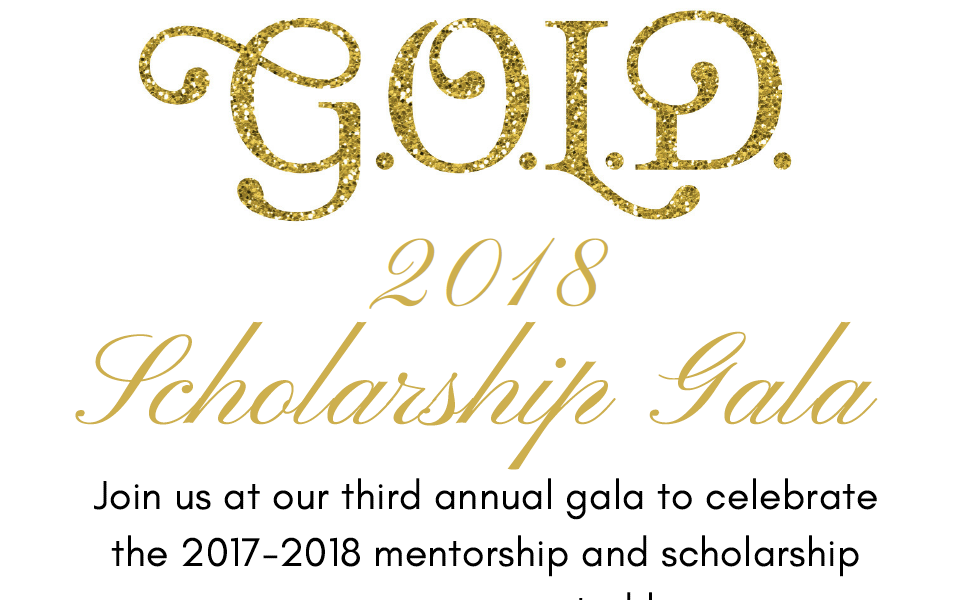 G.O.L.D.
2018
Scholarship Gala
Join us at our third annual gala to celebrate
the 2017-2018 mentorship and scholarship